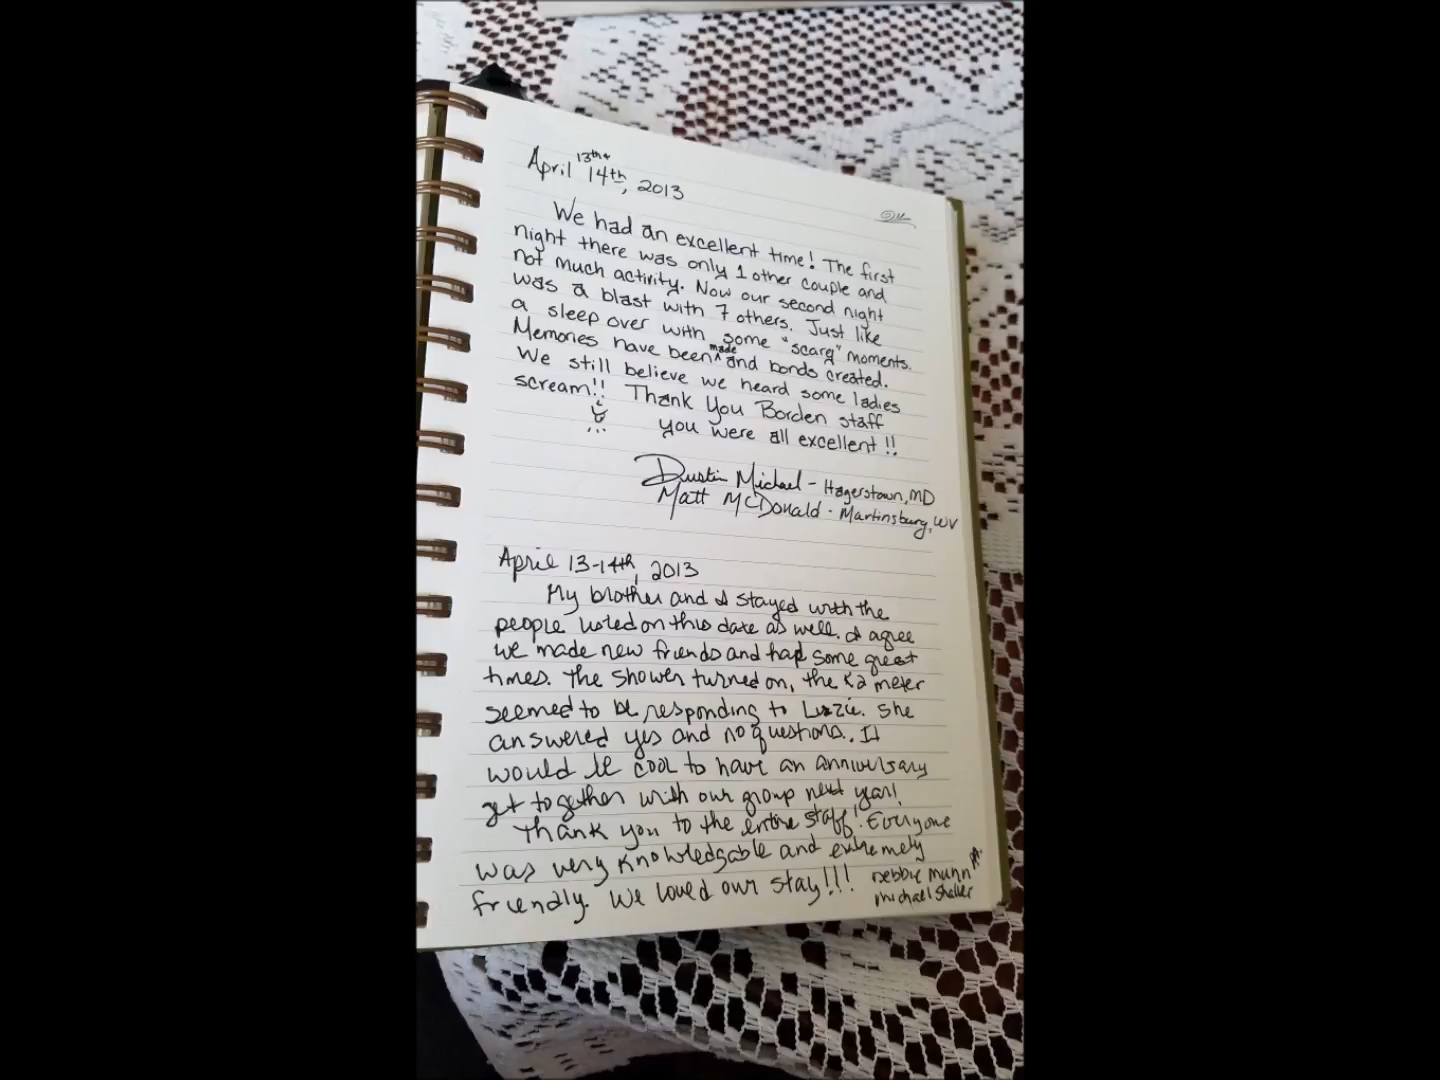 13th+
April 14th, 2013
We had an excellent time! The first
night there was only 1 other couple and
not much activity. Now our second night
was a blast with 7 others. Just like
a sleep over with some "scary" moments.
Memories have been made and bonds created.
We still believe we heard some ladies
scream!! Thank You Borden staff
you were all excellent!!
Dustin Michael - Hagerstown, MD
Matt McDonald - Martinsburg, WV
April 13-14th, 2013
My brother and I stayed with the
people listed on this date as well. I agree
we made new friends and had some great
times. The shower turned on, the K2 meter
seemed to be responding to Lizzie. She
answered yes and no questions. It
would be cool to have an anniversary
get together with our group next year!
Thank you to the entire staff! Everyone
was very knowledgable and extremely
friendly. We loved our stay!!! Debbie Munn
Michael Shaller